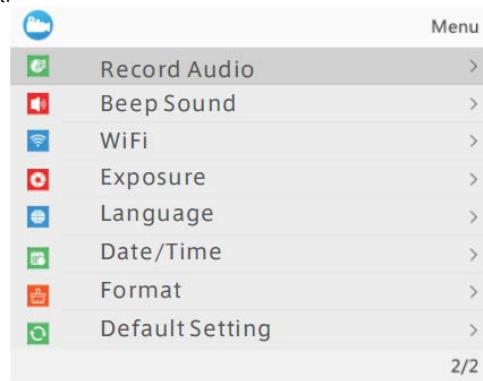 Menu
Record Audio
Beep Sound
WiFi
Exposure
Language
Date/Time
Format
Default Setting
2/2